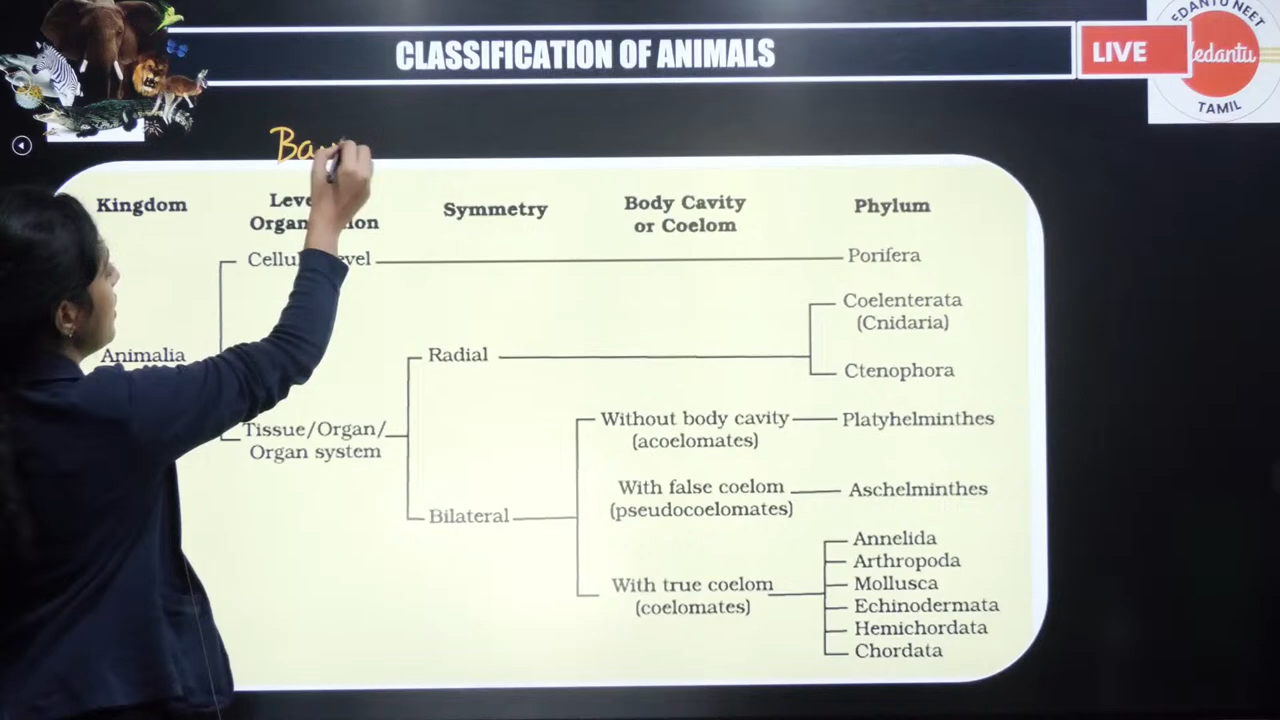 CLASSIFICATION OF ANIMALS
LIVE
VEDANTU NEET
Vedantu
TAMIL
Kingdom
Organ
Symmetry
Body Cavity
or Coelom
Phylum
Porifera
Coelenterata
(Cnidaria)
Animalia
Radial
Ctenophora
Tissue/Organ/
Organ system
Without body cavity
(acoelomates)
Platyhelminthes
With false coelom
(pseudocoelomates)
Aschelminthes
Bilateral
With true coelom
(coelomates)
Annelida
Arthropoda
Mollusca
Echinodermata
Hemichordata
Chordata